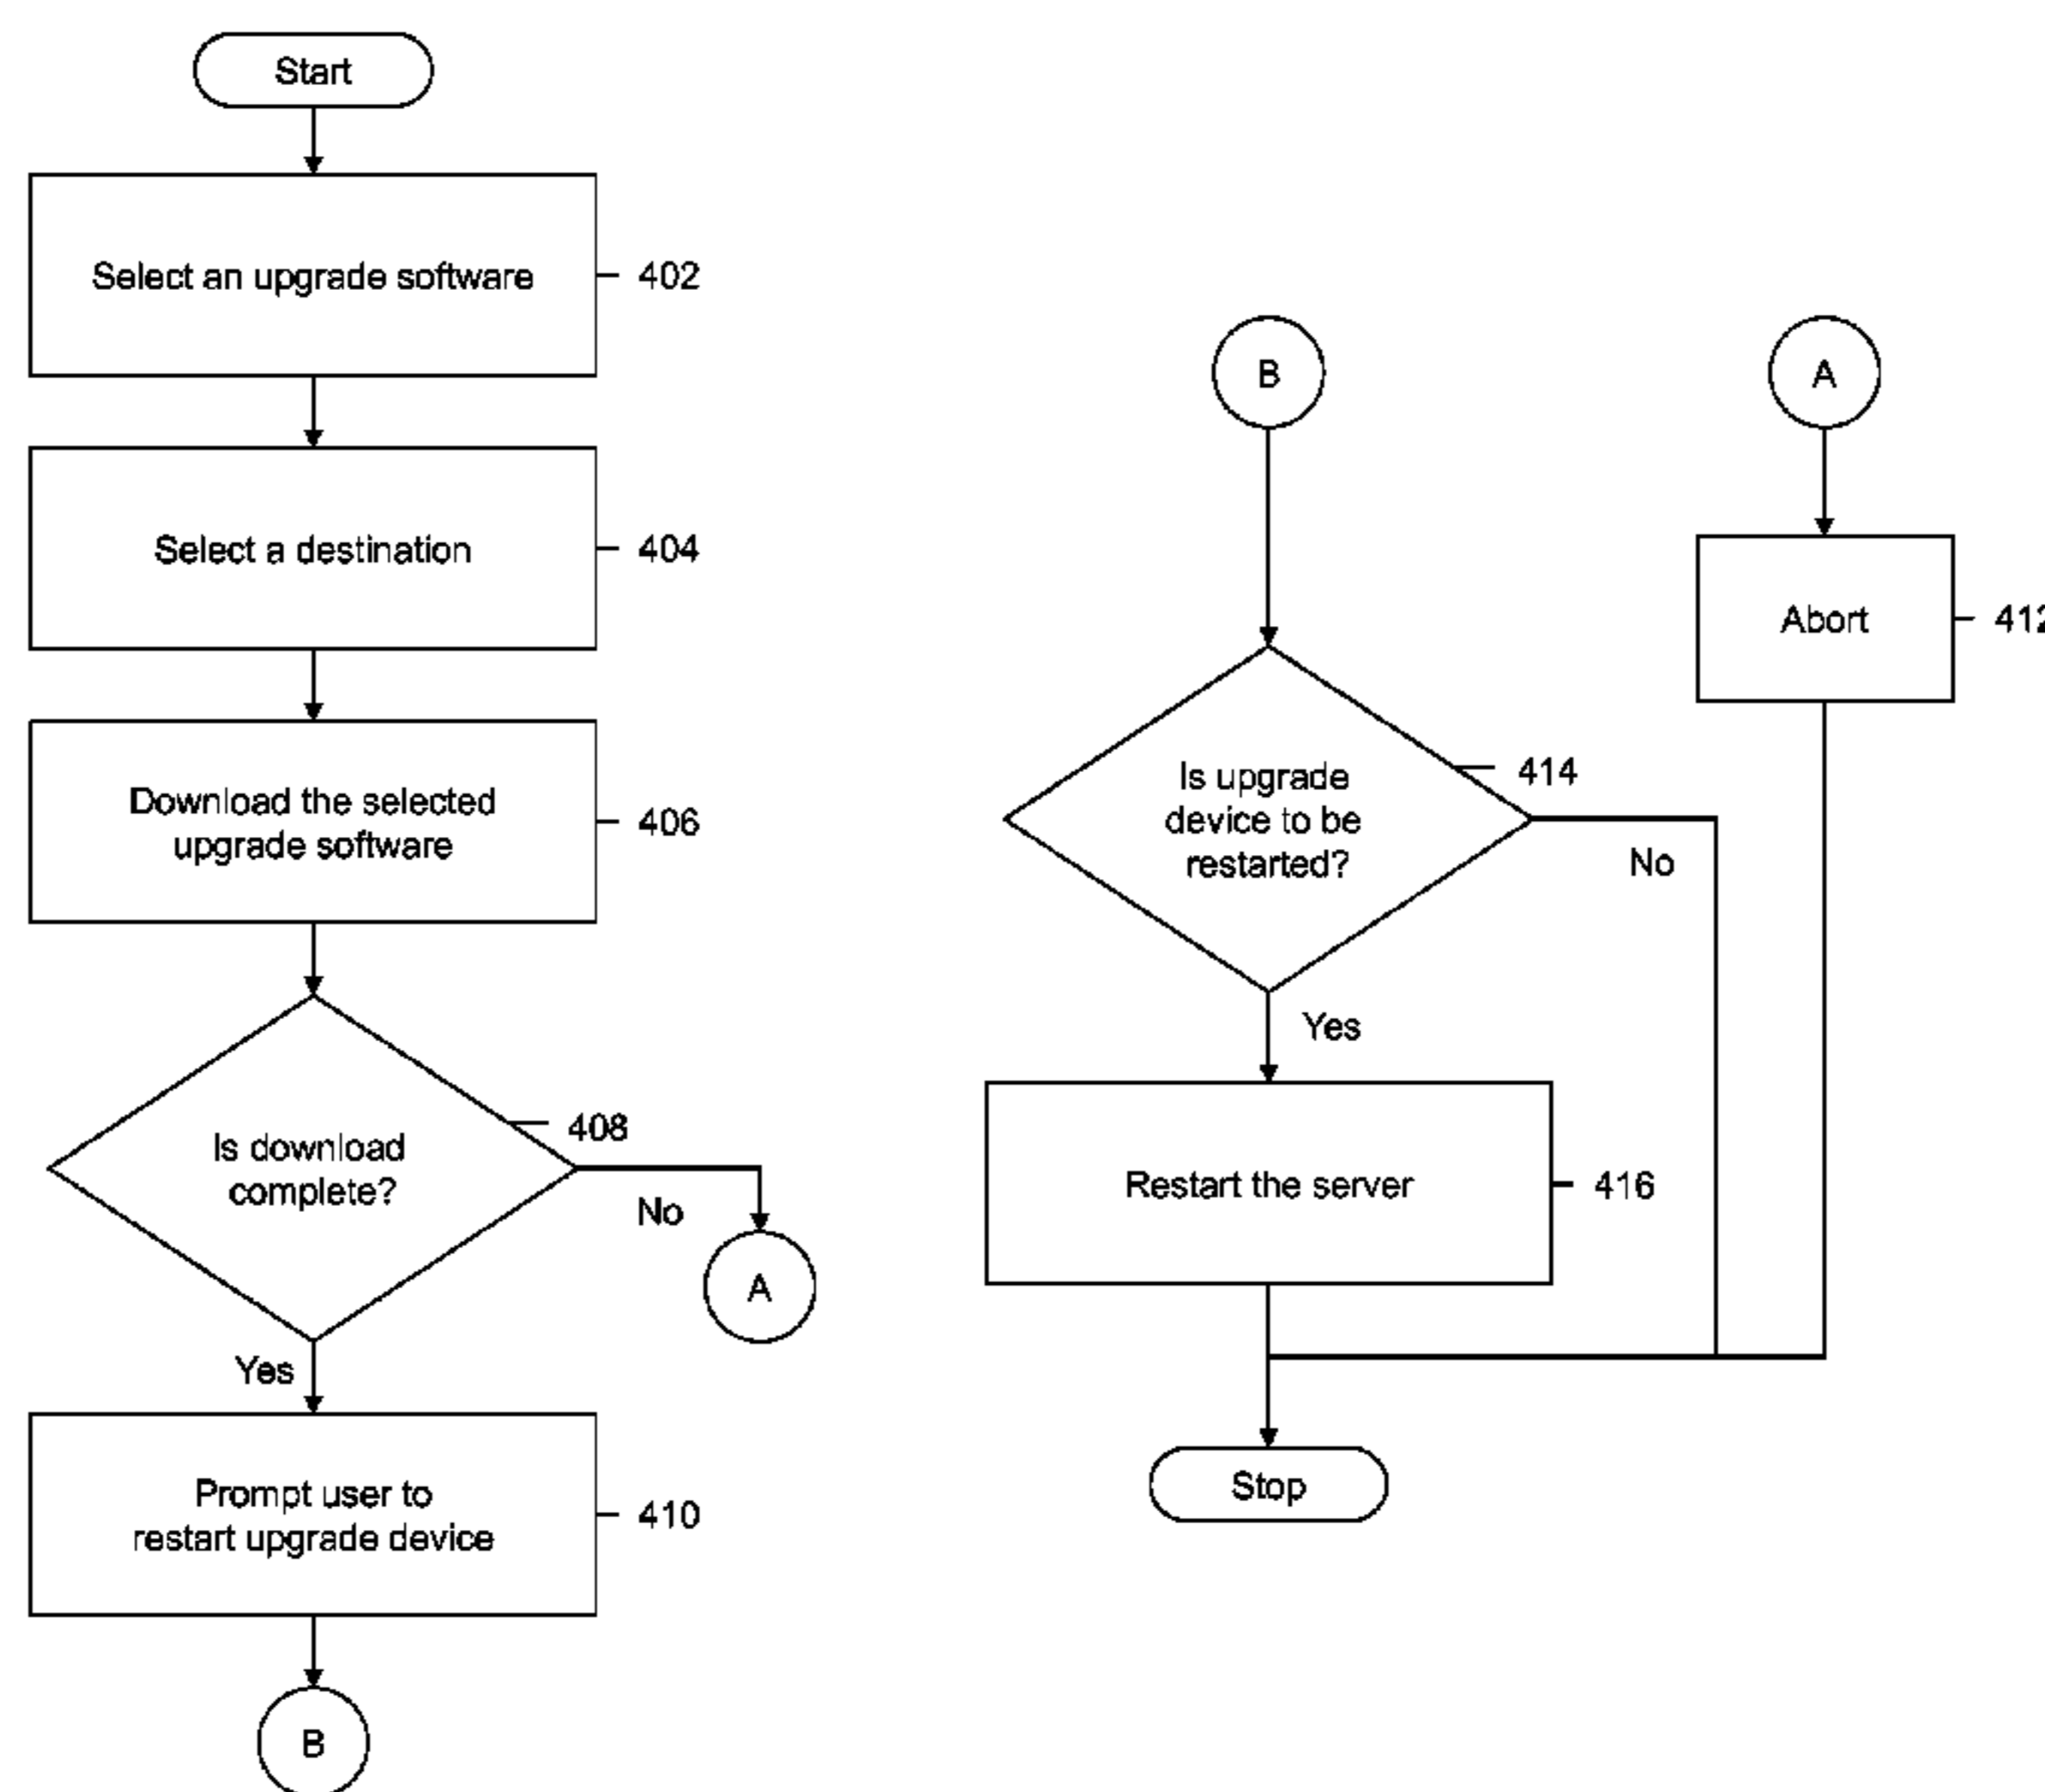 Start
Select an upgrade software
402
Select a destination
404
Download the selected
upgrade software
406
Is download
complete?
408
No
A
Yes
Prompt user to
restart upgrade device
410
B
B
Is upgrade
device to be
restarted?
414
No
Yes
Restart the server
416
Stop
A
Abort
412